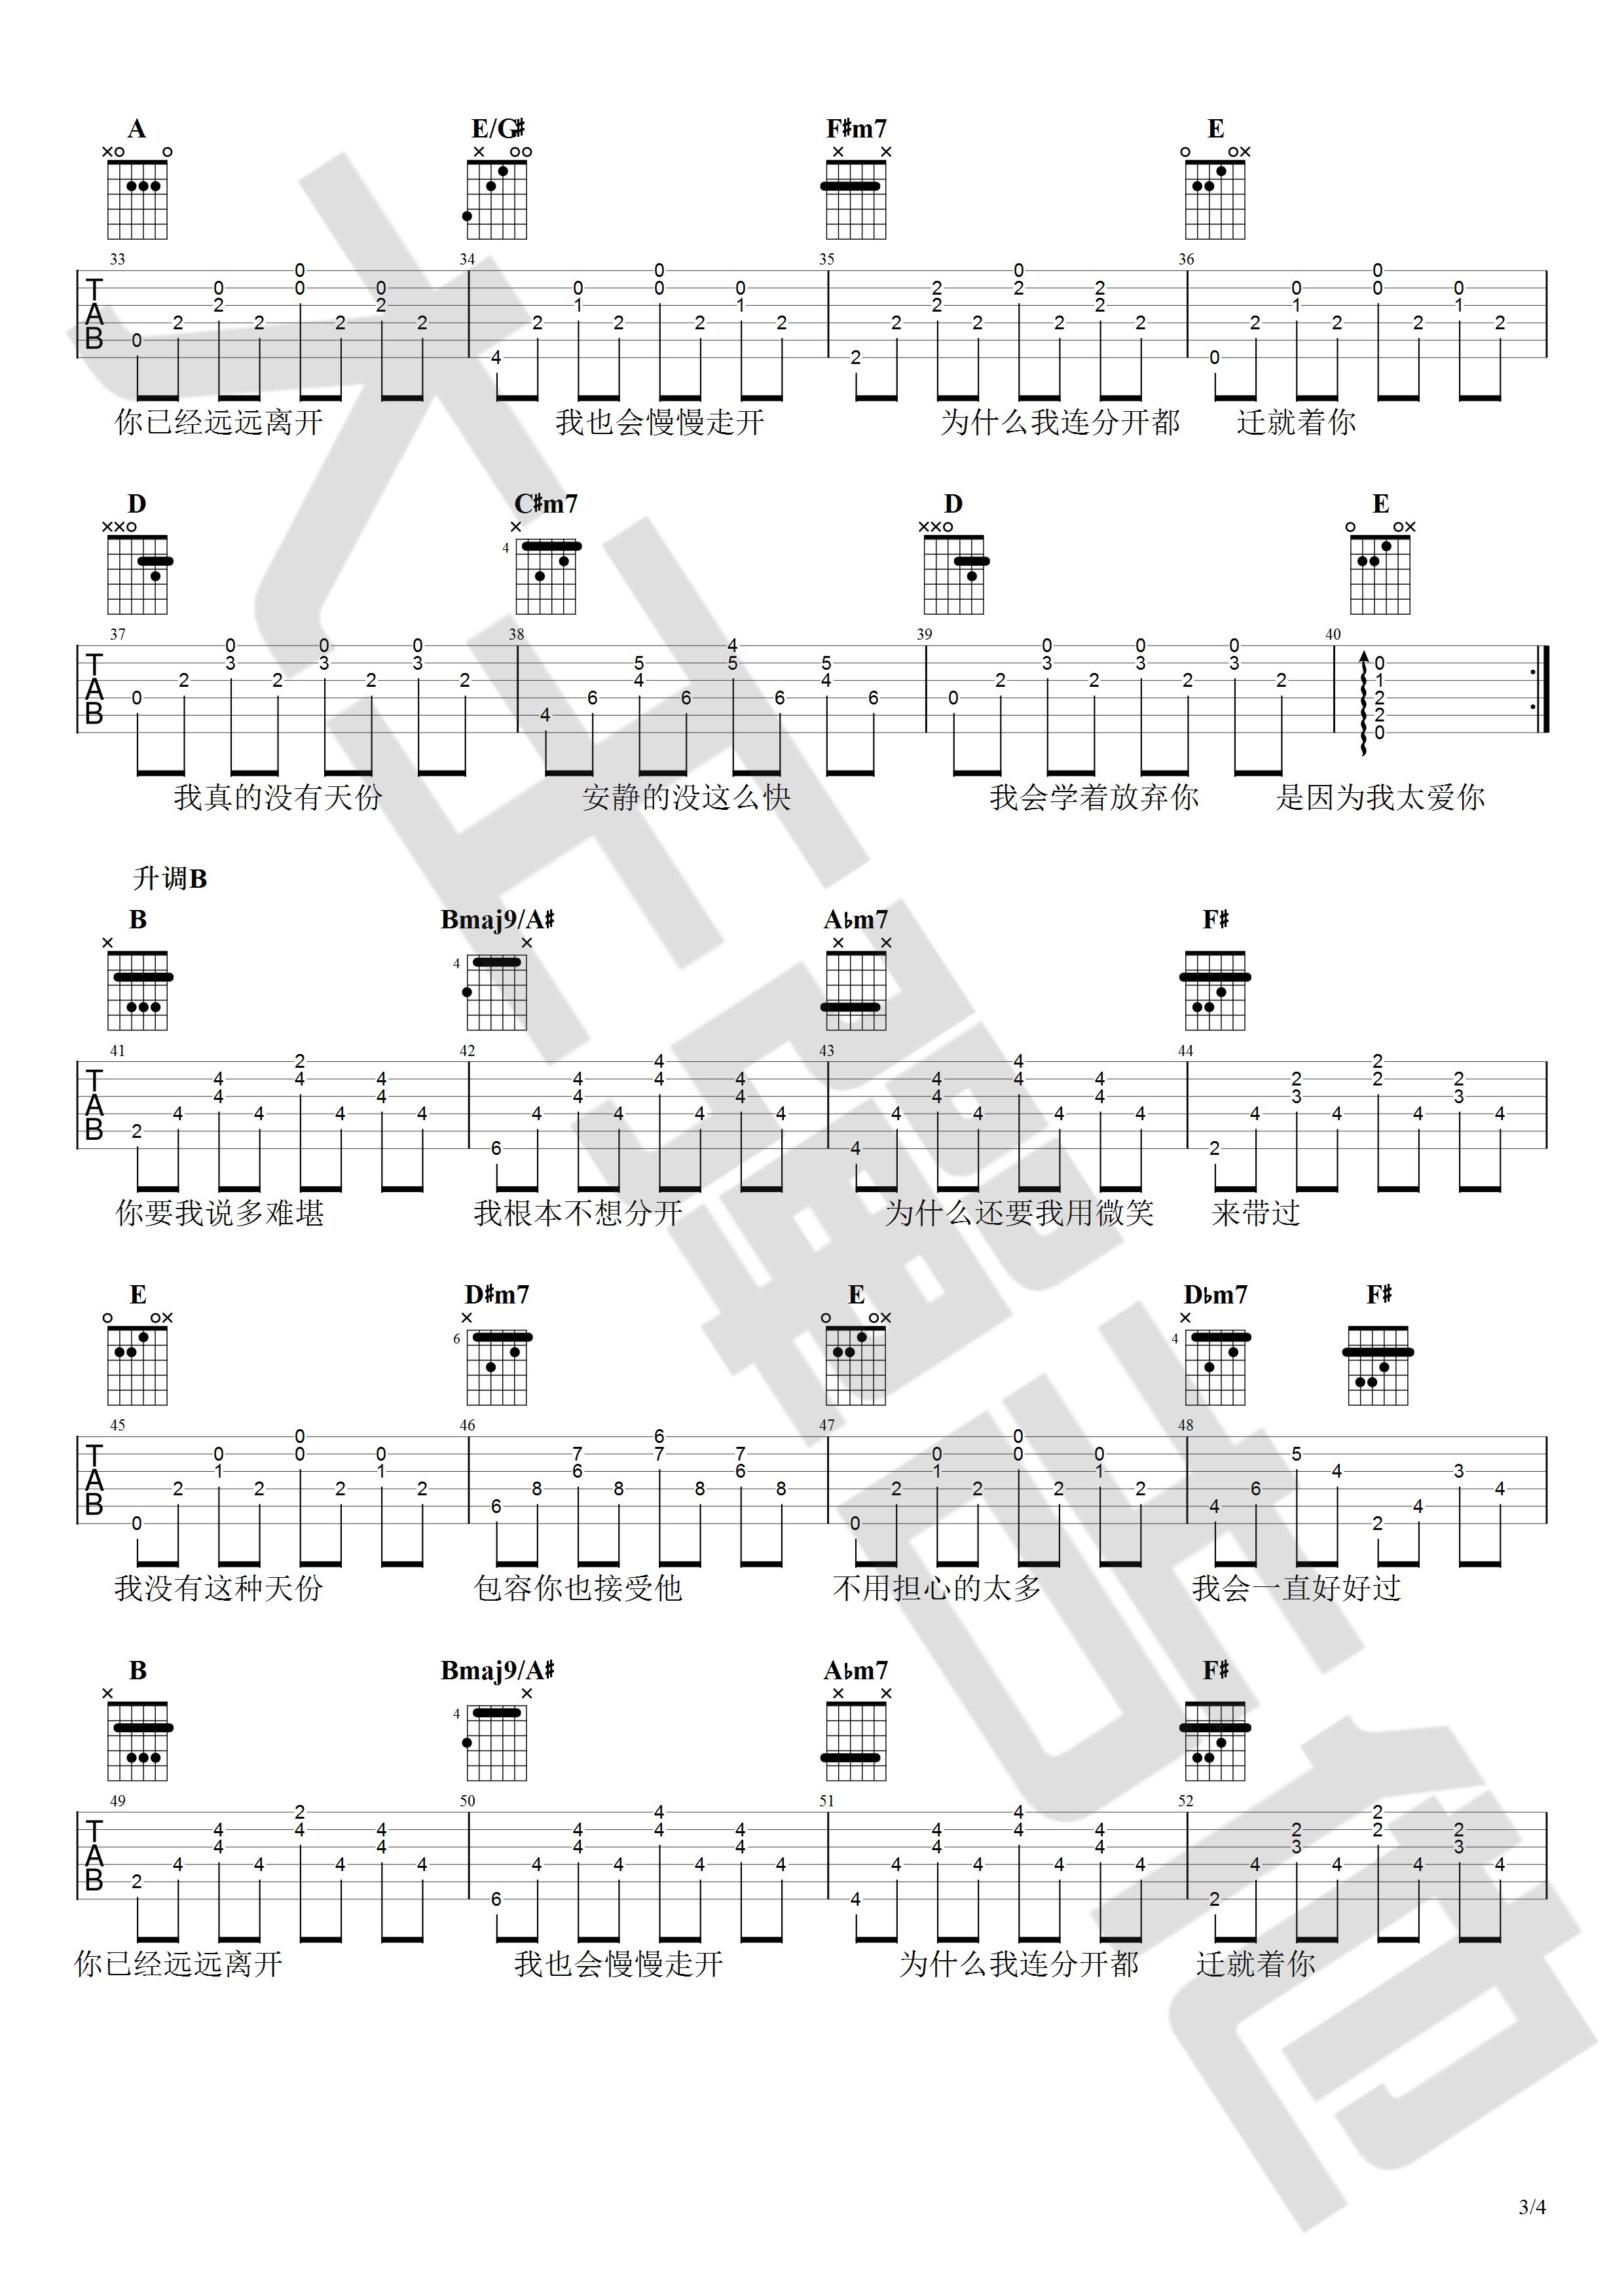 A E/G# F#m7 E
33 34 35 36
你已经远远离开 我也会慢慢走开 为什么我连分开都 迁就着你
D C#m7 D E
4
37 38 39 40
我真的没有天份 安静的没这么快 我会学着放弃你 是因为我太爱你
升调B
B Bmaj9/A# A♭m7 F#
4
41 42 43 44
你要我说多难堪 我根本不想分开 为什么还要我用微笑 来带过
E D#m7 E D♭m7 F#
6 4
45 46 47 48
我没有这种天份 包容你也接受他 不用担心的太多 我会一直好好过
B Bmaj9/A# A♭m7 F#
4
49 50 51 52
你已经远远离开 我也会慢慢走开 为什么我连分开都 迁就着你
3/4